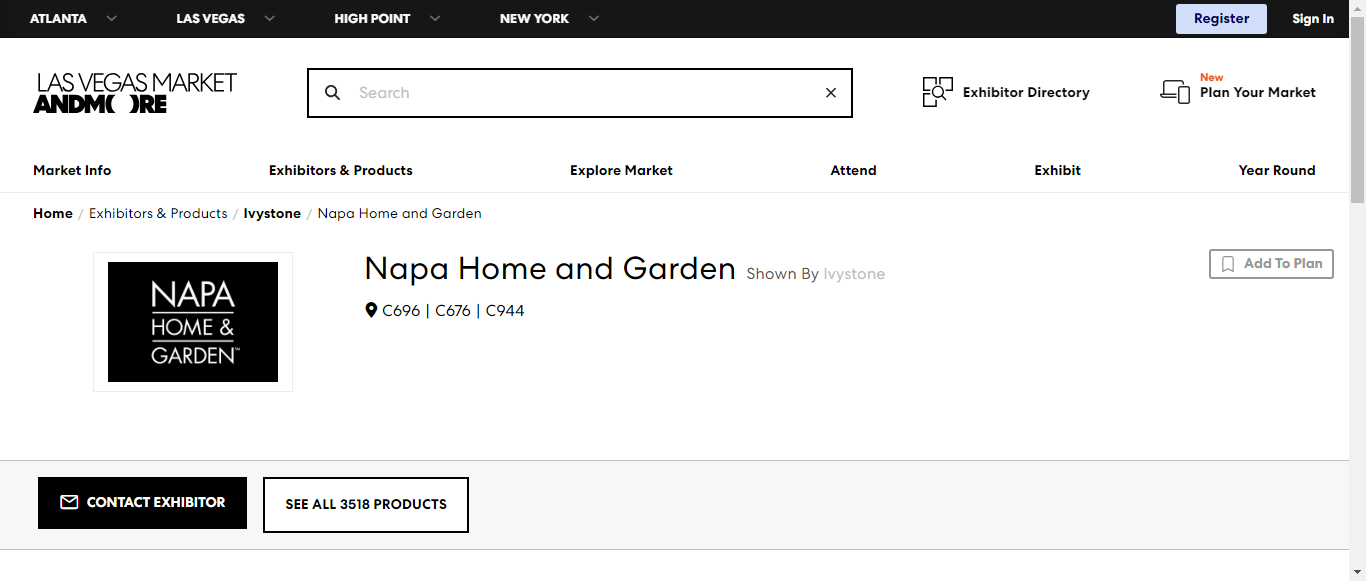 ATLANTA LAS VEGAS HIGH POINT NEW YORK Register Sign In
LAS VEGAS MARKET
ANDMORE
Search
Exhibitor Directory
New
Plan Your Market
Market Info Exhibitors & Products Explore Market Attend Exhibit Year Round
Home / Exhibitors & Products / Ivystone / Napa Home and Garden
NAPA
HOME &
GARDEN™
Napa Home and Garden Shown By Ivystone
Add To Plan
C696 | C676 | C944
CONTACT EXHIBITOR SEE ALL 3518 PRODUCTS